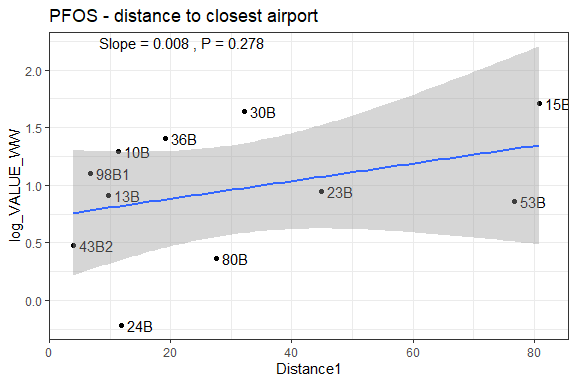 PFOS - distance to closest airport
Slope = 0.008 , P = 0.278
log_VALUE_WW
2.0
1.5
1.0
0.5
0.0
15B
30B
36B
10B
98B1
13B
23B
53B
43B2
80B
24B
0 20 40 60 80
Distance1